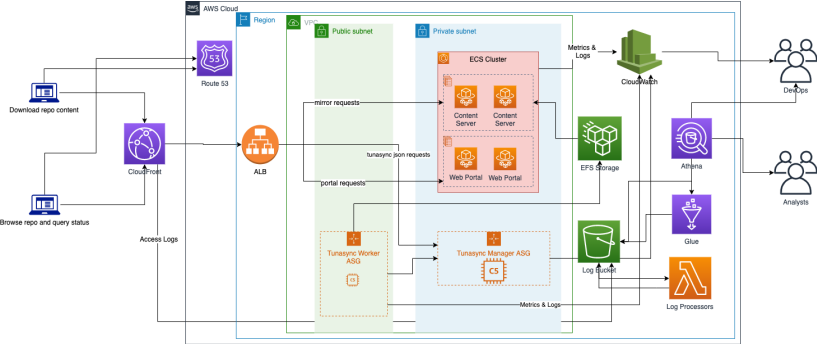 AWS Cloud
Region
VPC
Public subnet
Private subnet
ECS Cluster
Metrics &
Logs
53
Route 53
CloudWatch
DevOps
Download repo content
mirror requests
Content
Server
Content
Server
CloudFront
ALB
tunasync json requests
EFS Storage
Athena
Web Portal
Web Portal
portal requests
Analysts
Browse repo and query status
Access Logs
Tunasync Worker
ASG
C5
Tunasync Manager ASG
C5
Log Bucket
Glue
Metrics & Logs
Log Processors